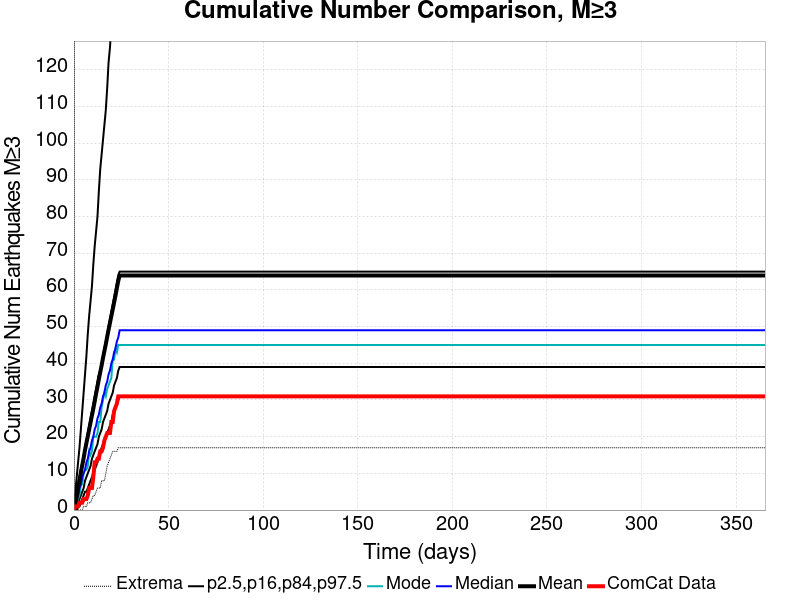 Cumulative Number Comparison, M≥3
Cumulative Num Earthquakes M≥3
120
110
100
90
80
70
60
50
40
30
20
10
0
0 50 100 150 200 250 300 350
Time (days)
Extrema p2.5,p16,p84,p97.5 Mode Median Mean ComCat Data